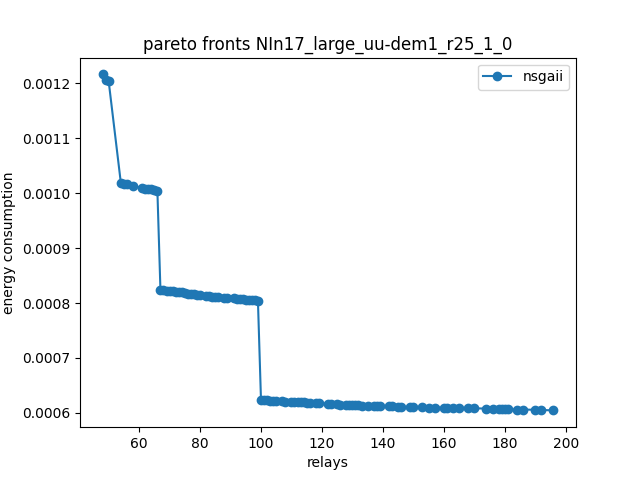 pareto fronts NIn17_large_uu-dem1_r25_1_0
nsgaii
energy consumption
0.0012
0.0011
0.0010
0.0009
0.0008
0.0007
0.0006
60 80 100 120 140 160 180 200
relays